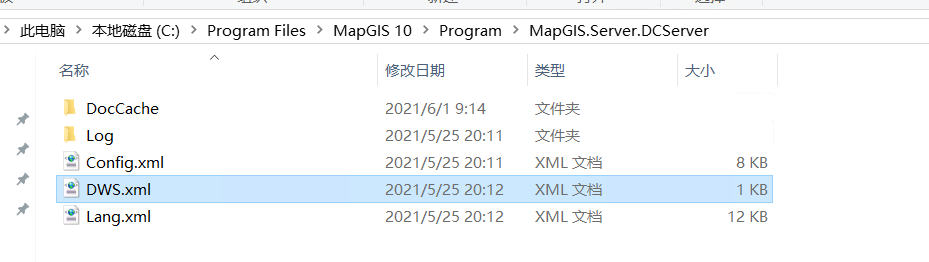 此电脑 > 本地磁盘 (C:) > Program Files > MapGIS 10 > Program > MapGIS.Server.DCServer
名称 修改日期 类型 大小
DocCache 2021/6/1 9:14 文件夹
Log 2021/5/25 20:11 文件夹
Config.xml 2021/5/25 20:11 XML 文档 8 KB
DWS.xml 2021/5/25 20:12 XML 文档 1 KB
Lang.xml 2021/5/25 20:12 XML 文档 12 KB